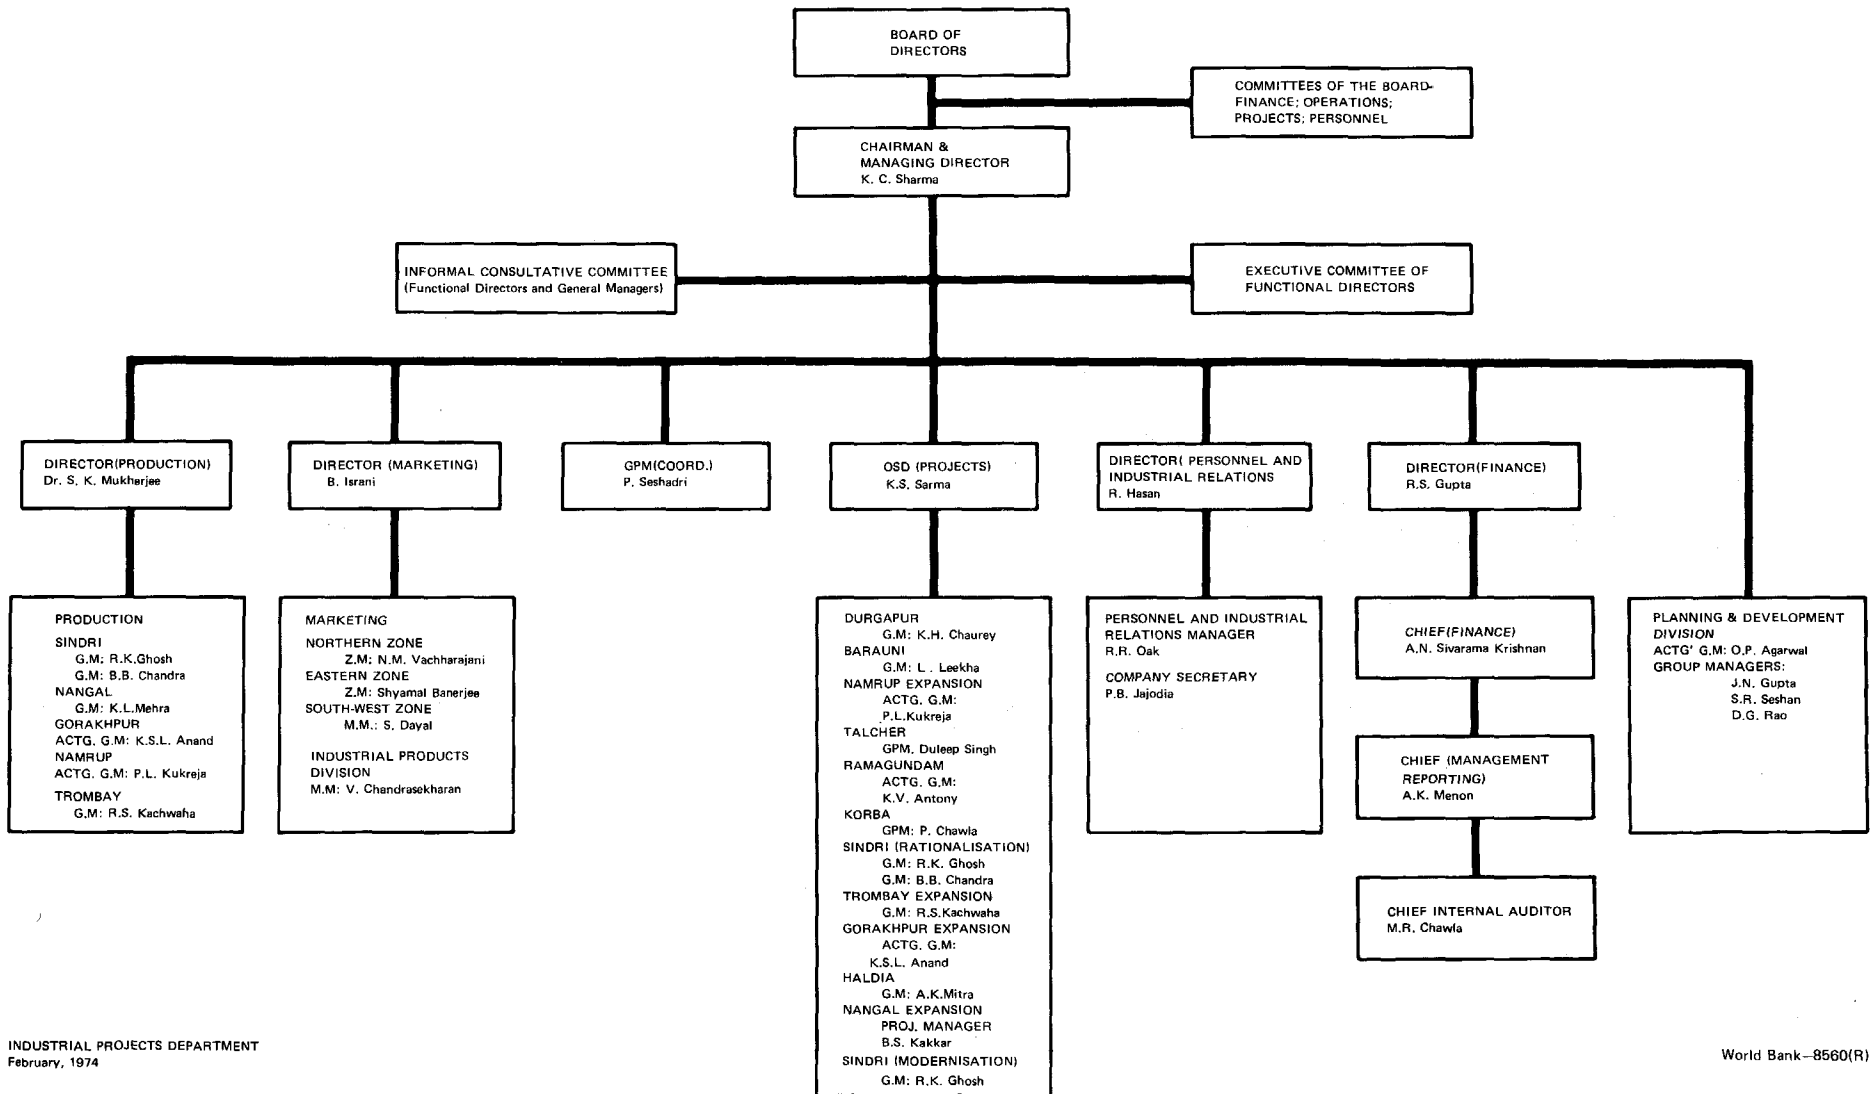 BOARD OF
DIRECTORS
COMMITTEES OF THE BOARD-
FINANCE; OPERATIONS;
PROJECTS; PERSONNEL
CHAIRMAN &
MANAGING DIRECTOR
K. C. Sharma
INFORMAL CONSULTATIVE COMMITTEE
(Functional Directors and General Managers)
EXECUTIVE COMMITTEE OF
FUNCTIONAL DIRECTORS
DIRECTOR(PRODUCTION)
Dr. S. K. Mukherjee
DIRECTOR (MARKETING)
B. Israni
GPM(COORD.)
P. Seshadri
OSD (PROJECTS)
K.S. Sarma
DIRECTOR( PERSONNEL AND
INDUSTRIAL RELATIONS
R. Hasan
DIRECTOR(FINANCE)
R.S. Gupta
PRODUCTION
SINDRI
G.M: R.K.Ghosh
G.M: B.B. Chandra
NANGAL
G.M: K.L.Mehra
GORAKHPUR
ACTG. G.M: K.S.L. Anand
NAMRUP
ACTG. G.M: P.L. Kukreja
TROMBAY
G.M: R.S. Kachwaha
MARKETING
NORTHERN ZONE
Z.M: N.M. Vachharajani
EASTERN ZONE
Z.M: Shyamal Banerjee
SOUTH-WEST ZONE
M.M.: S. Dayal
INDUSTRIAL PRODUCTS
DIVISION
M.M: V. Chandrasekharan
DURGAPUR
G.M: K.H. Chaurey
BARAUNI
G.M: L . Leekha
NAMRUP EXPANSION
ACTG. G.M:
P.L.Kukreja
TALCHER
GPM. Duleep Singh
RAMAGUNDAM
ACTG. G.M:
K.V. Antony
KORBA
GPM: P. Chawla
SINDRI (RATIONALISATION)
G.M: R.K. Ghosh
G.M: B.B. Chandra
TROMBAY EXPANSION
G.M: R.S.Kachwaha
GORAKHPUR EXPANSION
ACTG. G.M:
K.S.L. Anand
HALDIA
G.M: A.K.Mitra
NANGAL EXPANSION
PROJ. MANAGER
B.S. Kakkar
SINDRI (MODERNISATION)
G.M: R.K. Ghosh
PERSONNEL AND INDUSTRIAL
RELATIONS MANAGER
R.R. Oak
COMPANY SECRETARY
P.B. Jajodia
CHIEF(FINANCE)
A.N. Sivarama Krishnan
CHIEF (MANAGEMENT
REPORTING)
A.K. Menon
CHIEF INTERNAL AUDITOR
M.R. Chawla
PLANNING & DEVELOPMENT
DIVISION
ACTG' G.M: O.P. Agarwal
GROUP MANAGERS:
J.N. Gupta
S.R. Seshan
D.G. Rao
INDUSTRIAL PROJECTS DEPARTMENT
February, 1974
World Bank—8560(R)